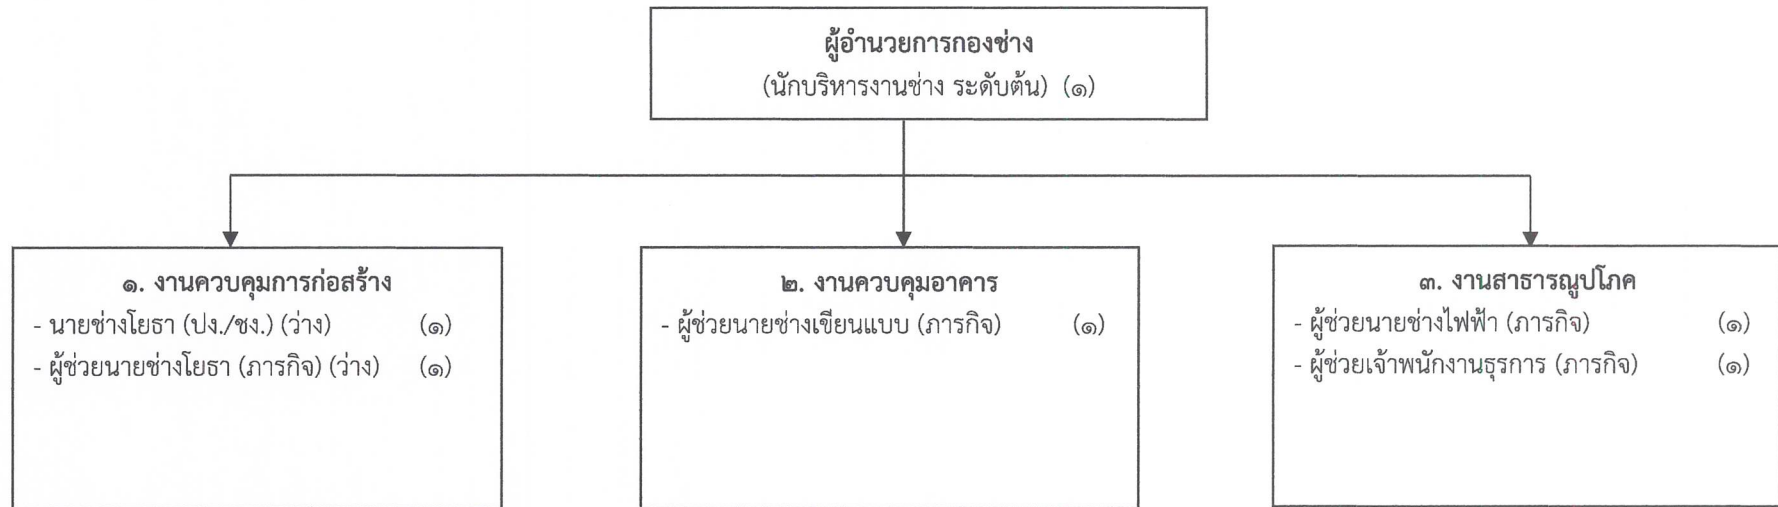 ผู้อำนวยการกองช่าง
(นักบริหารงานช่าง ระดับต้น) (๑)
๑. งานควบคุมการก่อสร้าง
- นายช่างโยธา (ปง./ชง.) (ว่าง) (๑)
- ผู้ช่วยนายช่างโยธา (ภารกิจ) (ว่าง) (๑)
๒. งานควบคุมอาคาร
- ผู้ช่วยนายช่างเขียนแบบ (ภารกิจ) (๑)
๓. งานสาธารณูปโภค
- ผู้ช่วยนายช่างไฟฟ้า (ภารกิจ) (๑)
- ผู้ช่วยเจ้าพนักงานธุรการ (ภารกิจ) (๑)